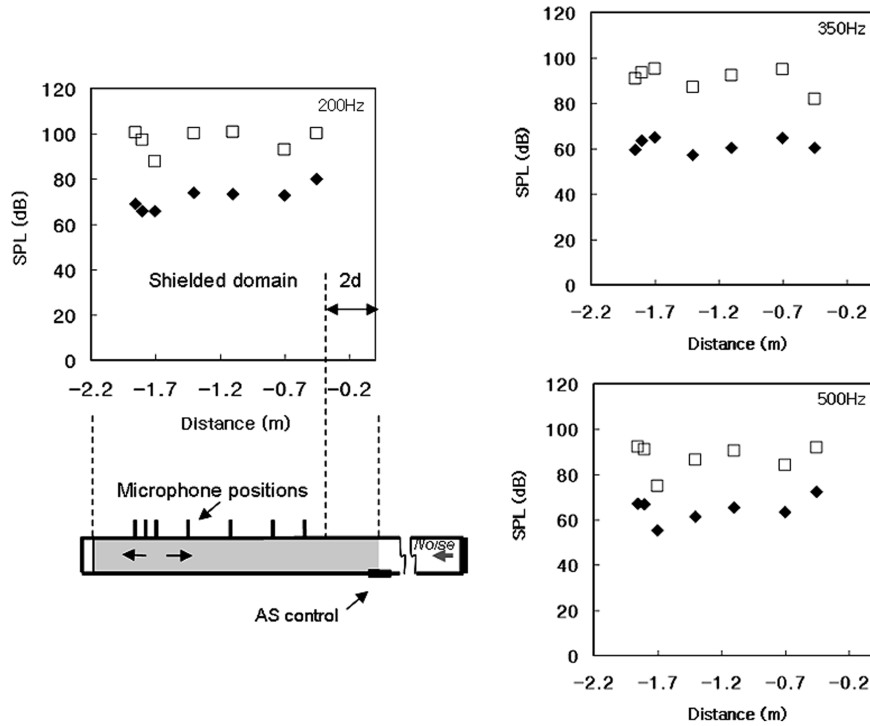 120
100
80
60
40
20
0
SPL (dB)
200Hz
Shielded domain
2d
-2.2 -1.7 -1.2 -0.7 -0.2
Distance (m)
Microphone positions
Noise
AS control
120
100
80
60
40
20
0
SPL (dB)
350Hz
-2.2 -1.7 -1.2 -0.7 -0.2
Distance (m)
120
100
80
60
40
20
0
SPL (dB)
500Hz
-2.2 -1.7 -1.2 -0.7 -0.2
Distance (m)